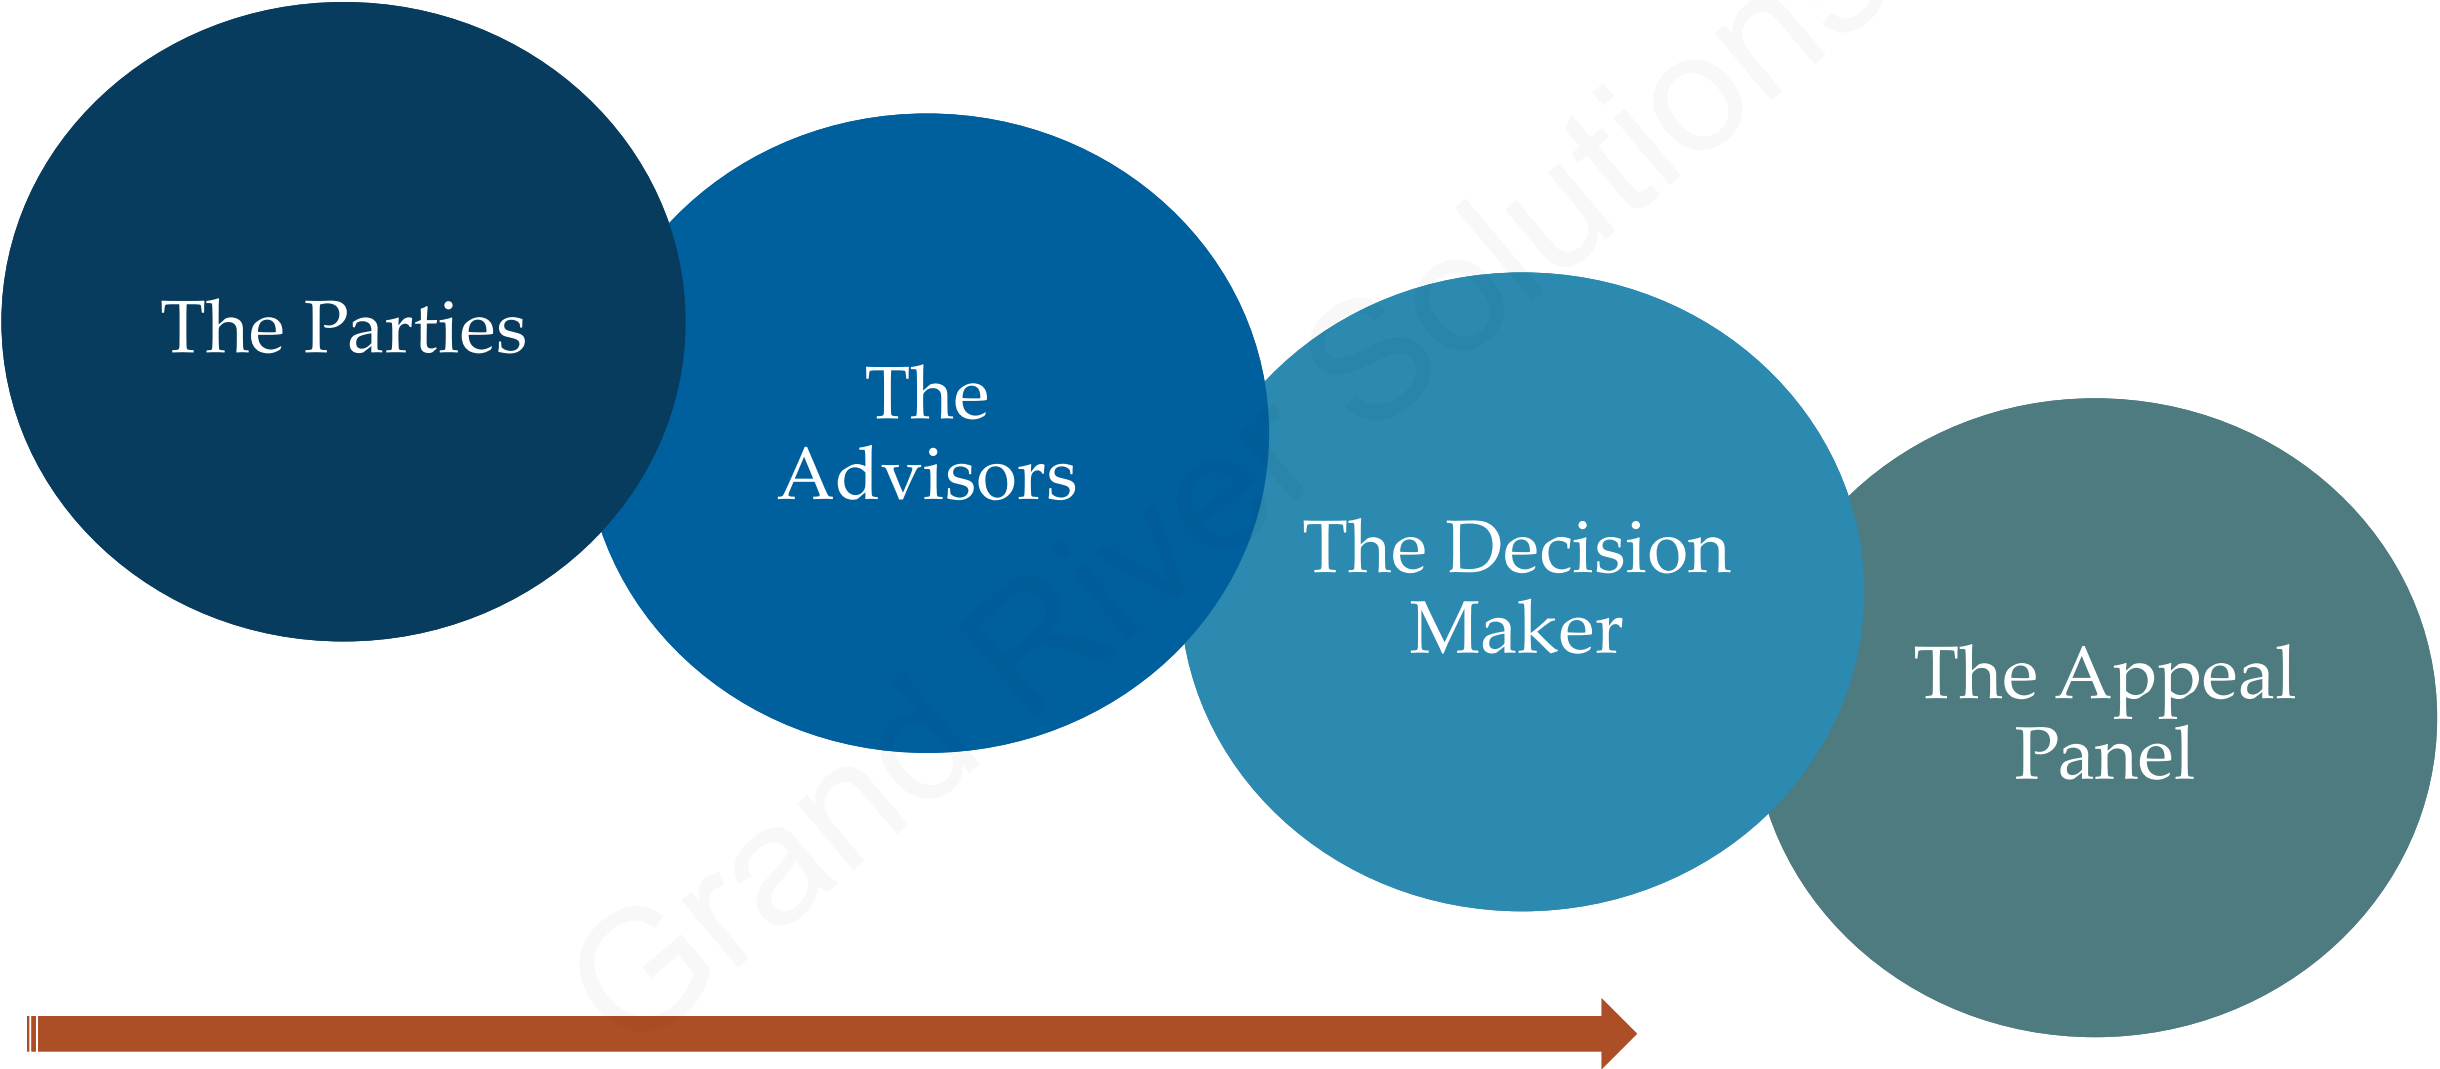 The Parties
The
Advisors
The Decision
Maker
The Appeal
Panel
Grand River Solutions